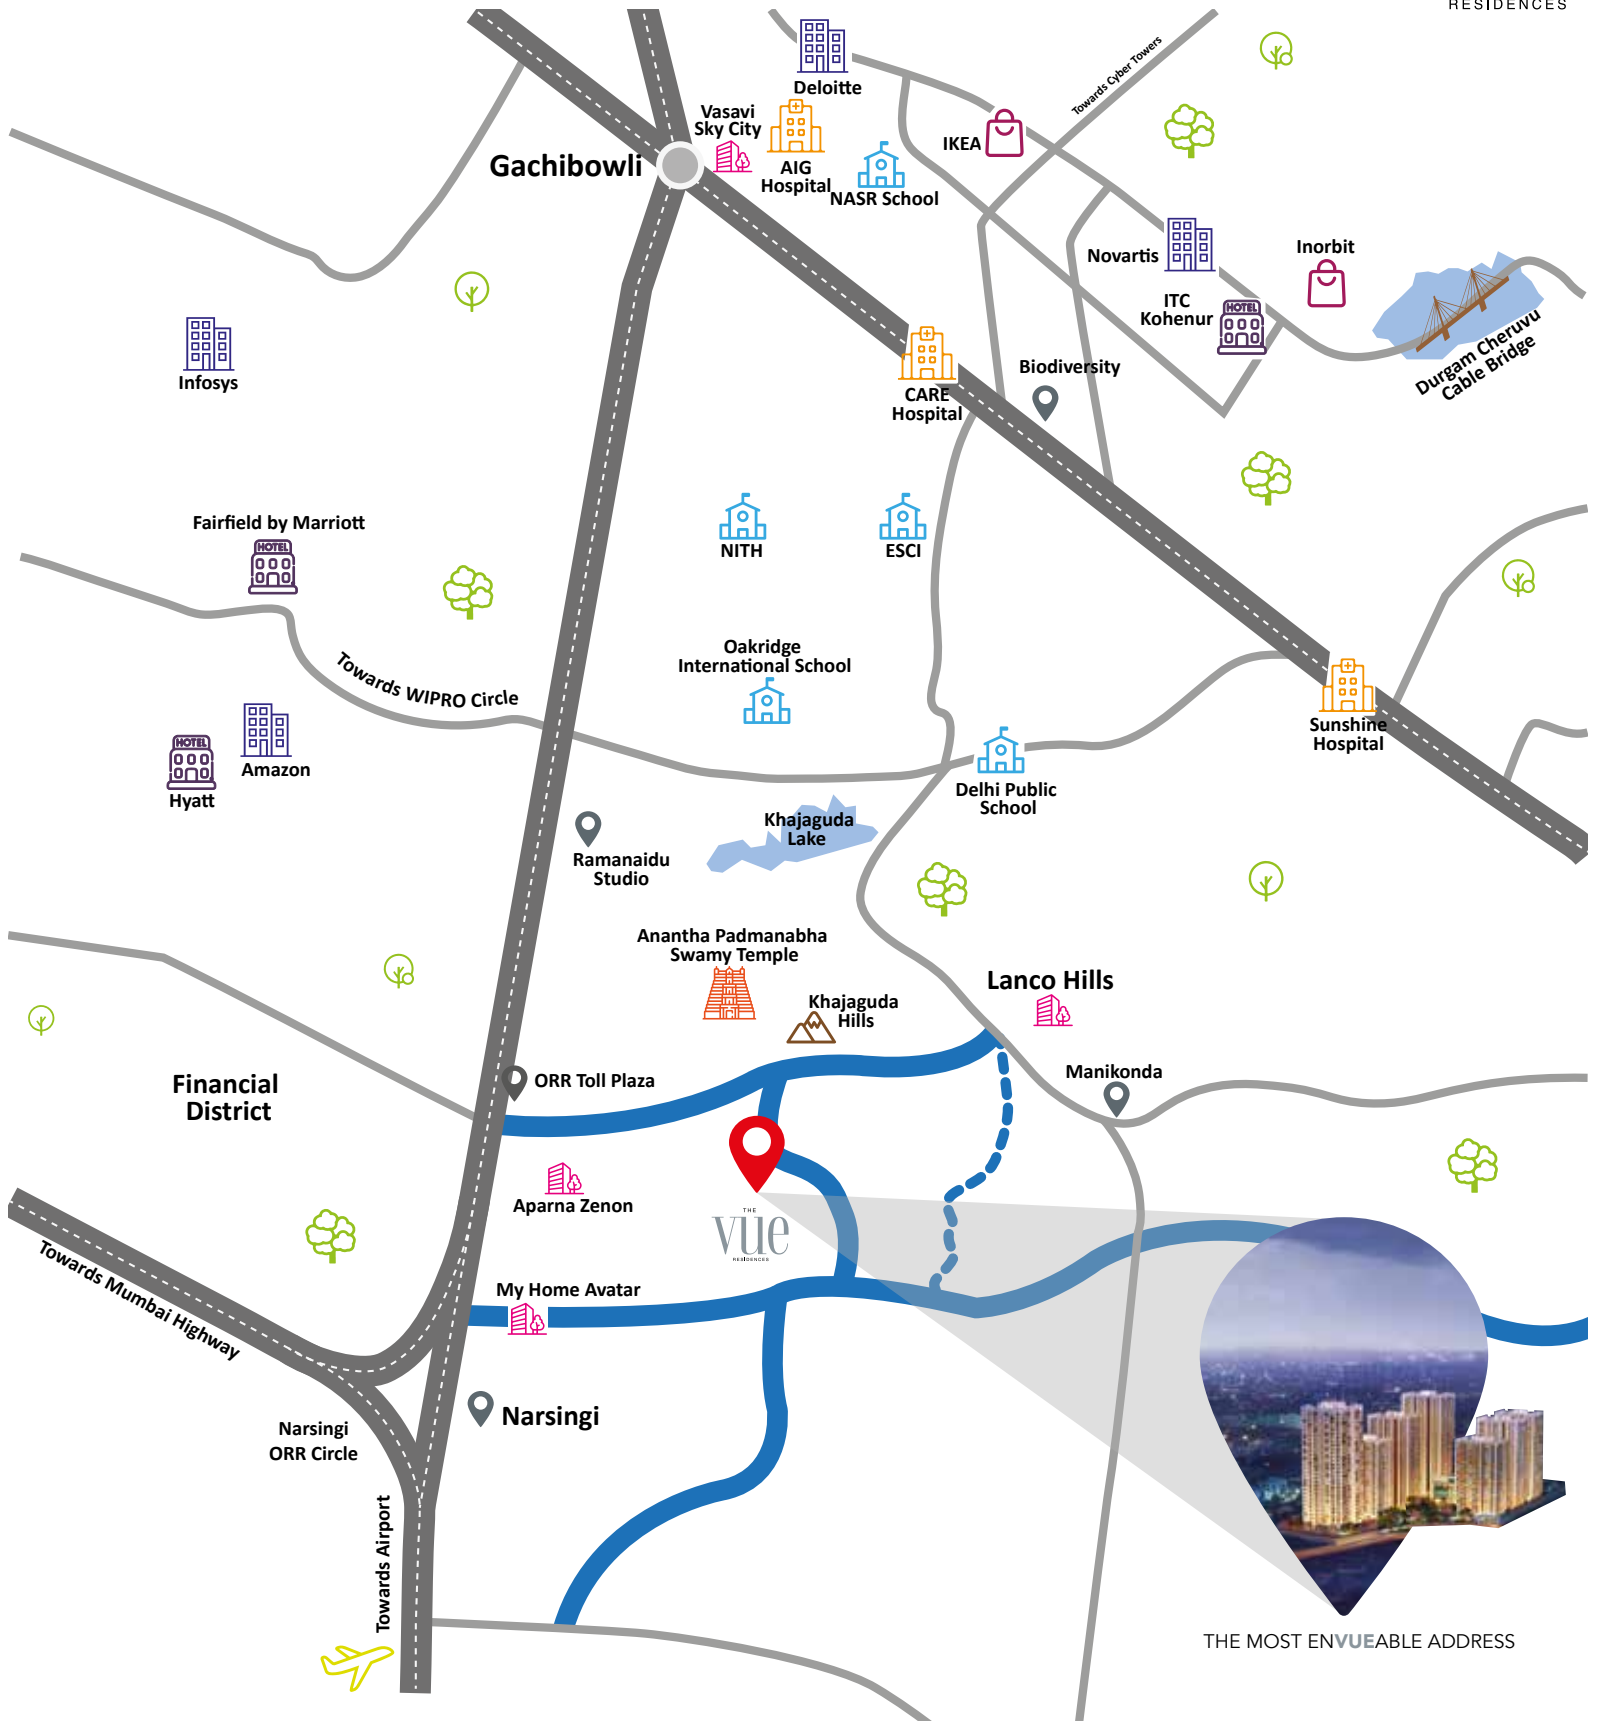 RESIDENCES
Towards Cyber Towers
Deloitte
Vasavi
Sky City
IKEA
Gachibowli
AIG
Hospital
NASR School
Novartis
Inorbit
ITC
Kohenur
HOTEL
Durgam Cheruvu
Cable Bridge
Infosys
Biodiversity
CARE
Hospital
Fairfield by Marriott
HOTEL
NITH
ESCI
Oakridge
International School
Towards WIPRO Circle
Sunshine
Hospital
HOTEL
Amazon
Hyatt
Delhi Public
School
Khajaguda
Lake
Ramanaidu
Studio
Anantha Padmanabha
Swamy Temple
Lanco Hills
Khajaguda
Hills
Financial
District
ORR Toll Plaza
Manikonda
Aparna Zenon
THE
vue
RESIDENCES
Towards Mumbai Highway
My Home Avatar
Narsingi
Narsingi
ORR Circle
Towards Airport
THE MOST ENVUEABLE ADDRESS